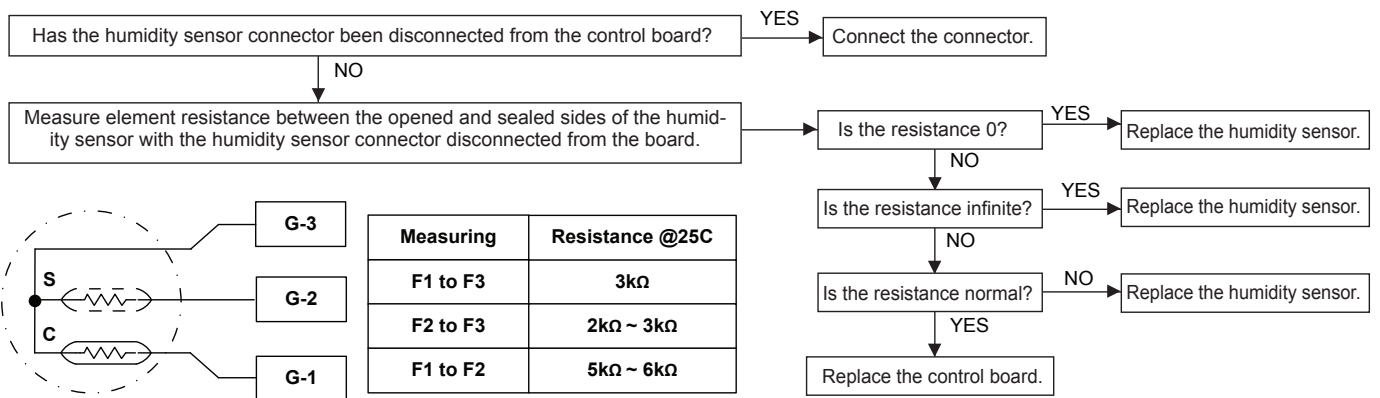 Has the humidity sensor connector been disconnected from the control board?
YES
Connect the connector.
NO
Measure element resistance between the opened and sealed sides of the humid-
ity sensor with the humidity sensor connector disconnected from the board.
Is the resistance 0?
YES
Replace the humidity sensor.
NO
Is the resistance infinite?
YES
Replace the humidity sensor.
NO
Is the resistance normal?
NO
Replace the humidity sensor.
YES
Replace the control board.
G-3
S
G-2
C
G-1
Measuring Resistance @25C
F1 to F3 3kΩ
F2 to F3 2kΩ ~ 3kΩ
F1 to F2 5kΩ ~ 6kΩ